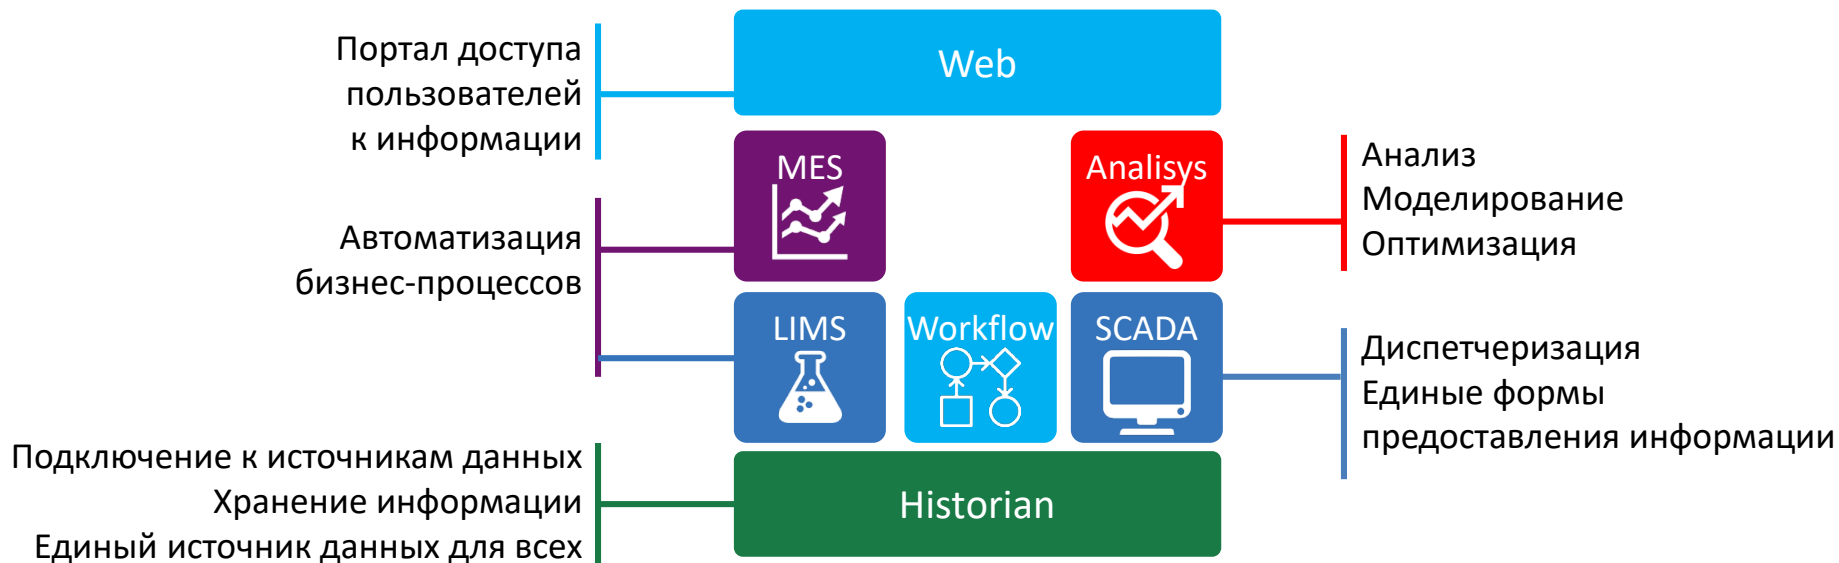 Портал доступа
пользователей
к информации
Web
MES
Analisys
Анализ
Моделирование
Оптимизация
Автоматизация
бизнес-процессов
LIMS
Workflow
SCADA
Диспетчеризация
Единые формы
предоставления информации
Подключение к источникам данных
Хранение информации
Единый источник данных для всех
Historian